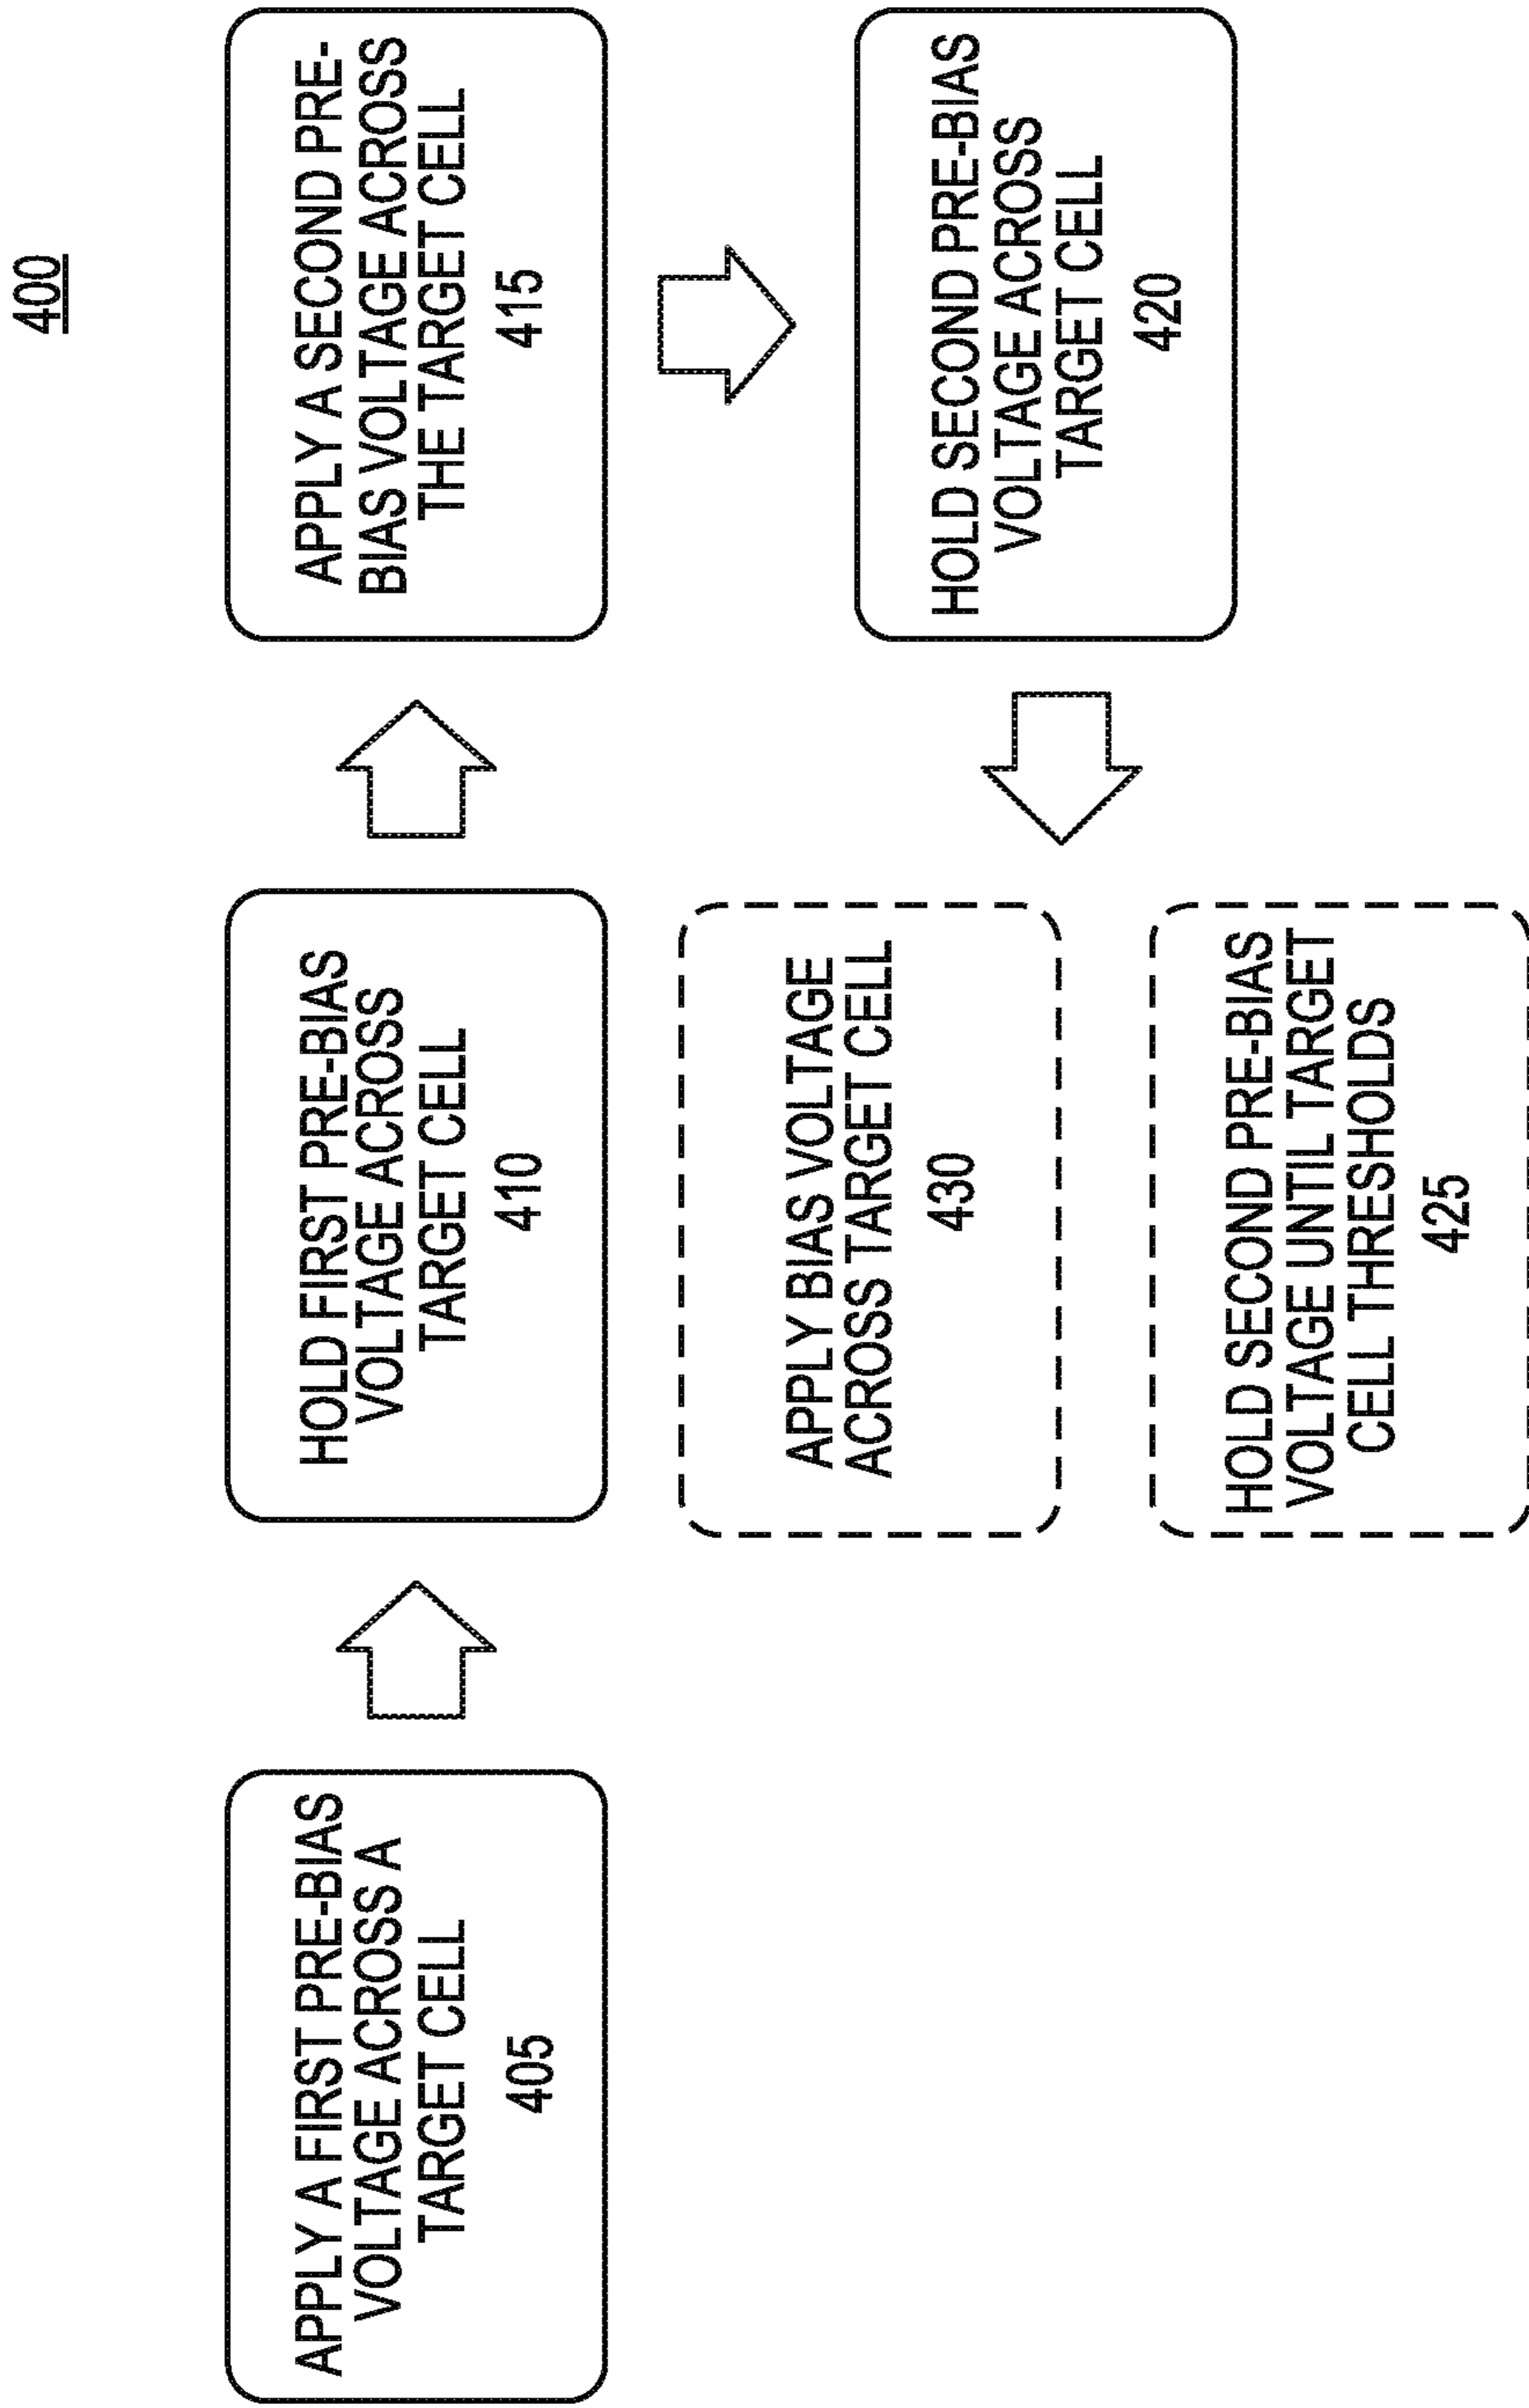 400
APPLY A FIRST PRE-BIAS
VOLTAGE ACROSS A
TARGET CELL
405
HOLD FIRST PRE-BIAS
VOLTAGE ACROSS
TARGET CELL
410
APPLY A SECOND PRE-
BIAS VOLTAGE ACROSS
THE TARGET CELL
415
HOLD SECOND PRE-BIAS
VOLTAGE ACROSS
TARGET CELL
420
APPLY BIAS VOLTAGE
ACROSS TARGET CELL
430
HOLD SECOND PRE-BIAS
VOLTAGE UNTIL TARGET
CELL THRESHOLDS
425